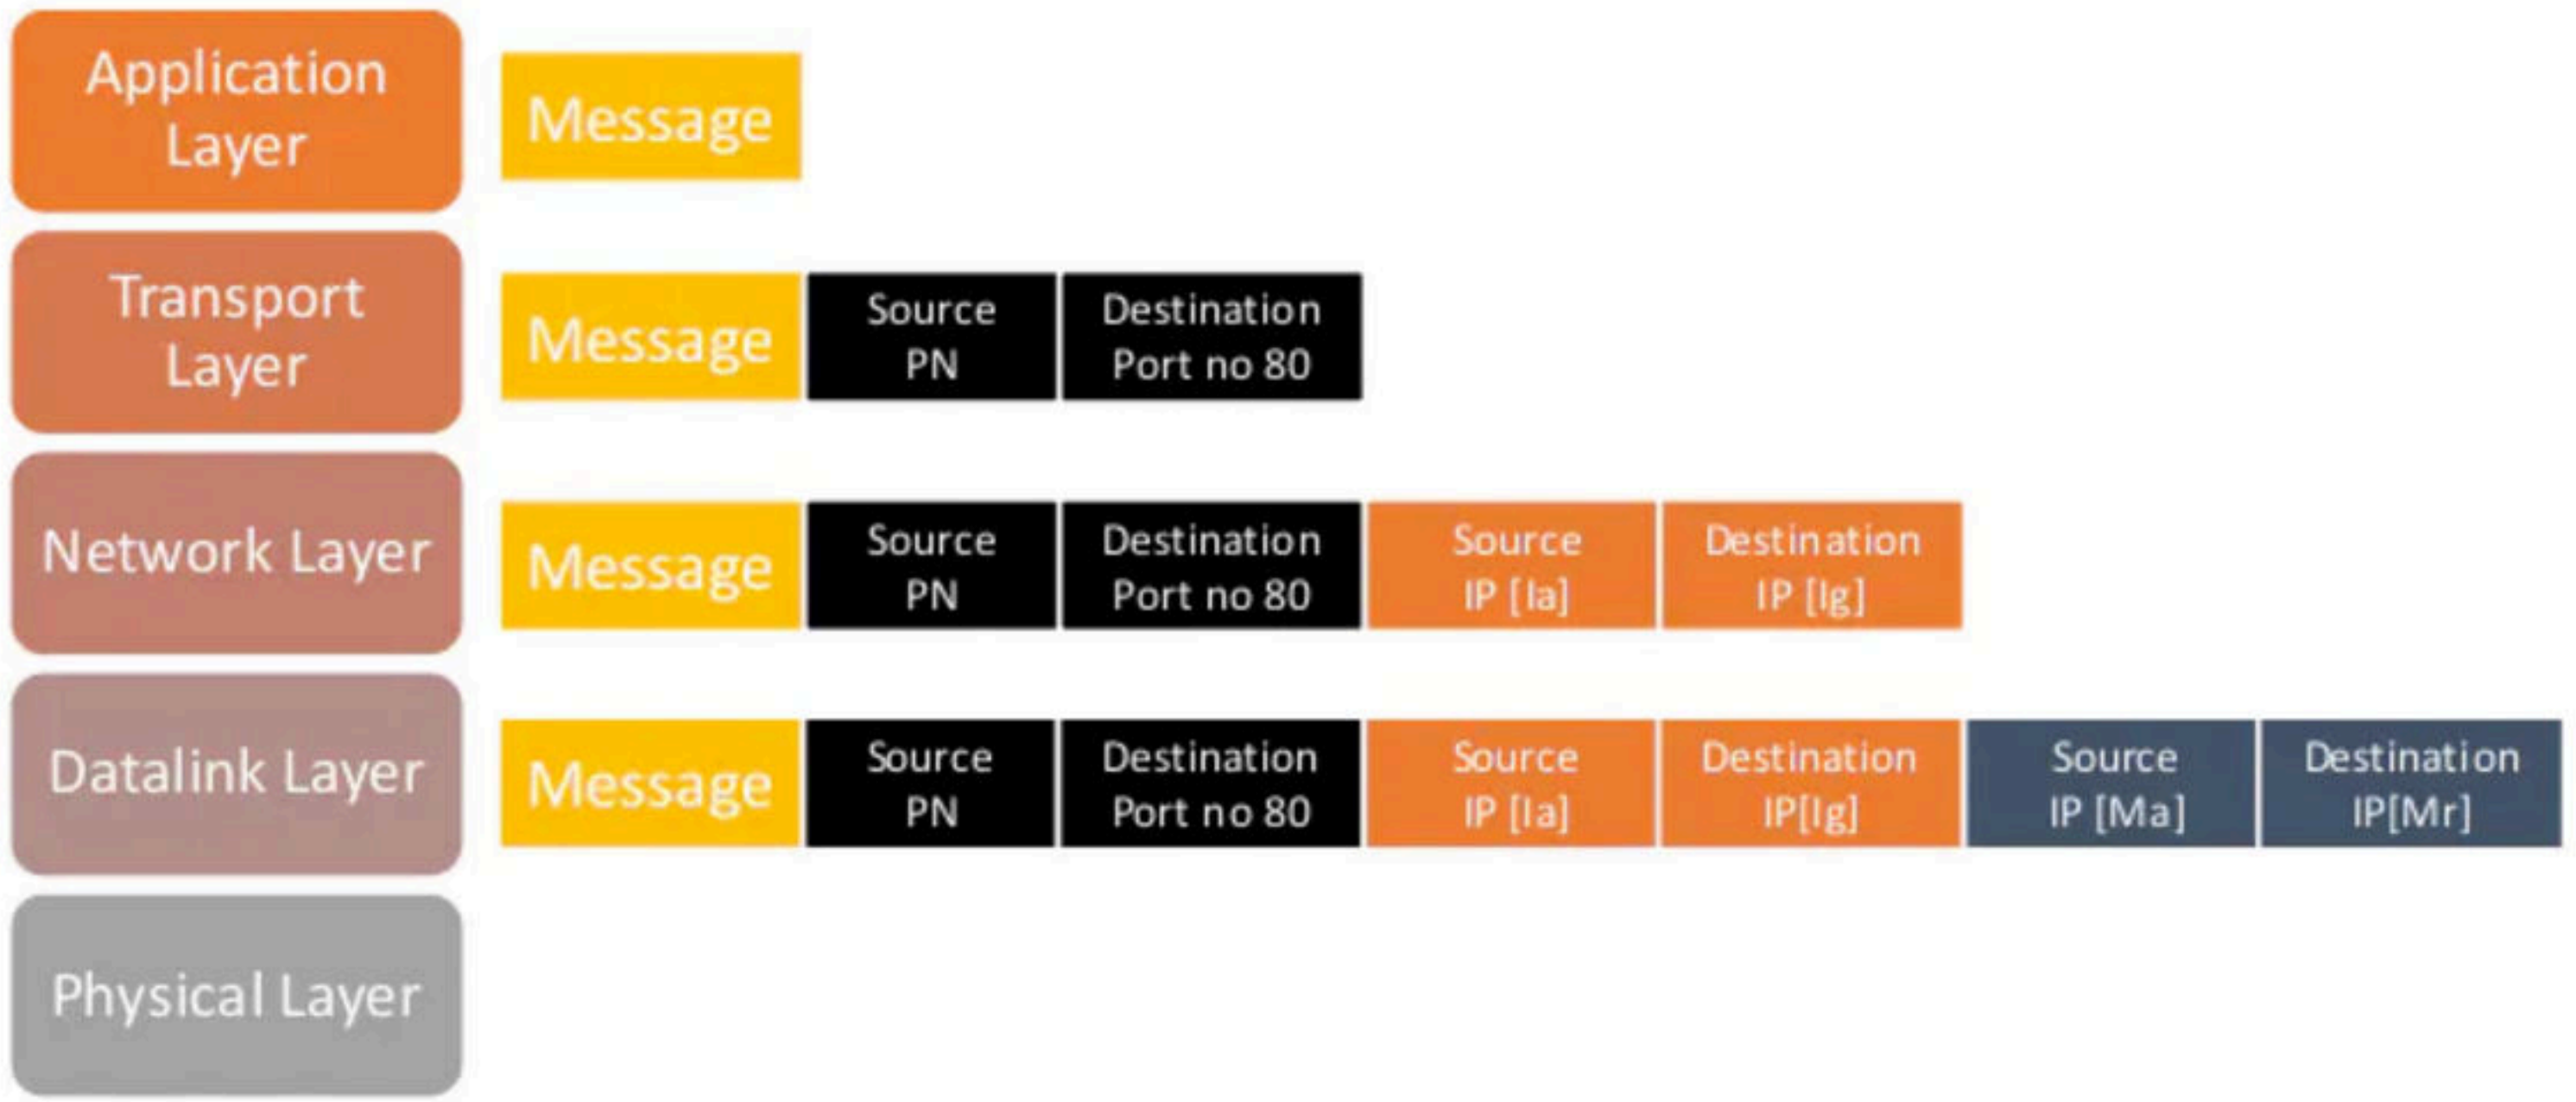 Application
Layer
Message
Transport
Layer
Message
Source
PN
Destination
Port no 80
Network Layer
Message
Source
PN
Destination
Port no 80
Source
IP [Ia]
Destination
IP [Ig]
Datalink Layer
Message
Source
PN
Destination
Port no 80
Source
IP [Ia]
Destination
IP[Ig]
Source
IP [Ma]
Destination
IP[Mr]
Physical Layer